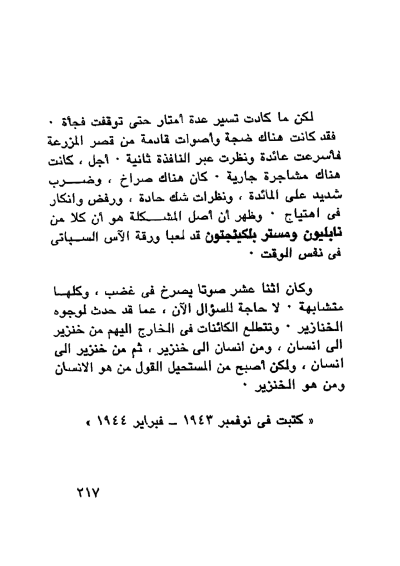 لكن ما كادت تسير عدة أمتار حتى توقفت فجأة ٠
فقد كانت هناك ضجة وأصوات قادمة من قصر المزرعة
فأسرعت عائدة ونظرت عبر النافذة ثانية ٠ أجل ، كانت
هناك مشاجرة جارية ٠ كان هناك صراخ ، وضـــرب
شديد على المائدة ، ونظرات شك حادة ، ورفض وانكار
فى اهتياج ٠ وظهر أن أصل المشـــكلة هو أن كلا من
نابليون ومستر بلكينجتون قد لعبا ورقة الآس الســـباتى
فى نفس الوقت ٠
وكان اثنا عشر صوتا يصرخ فى غضب ، وكلهـا
متشابهة ٠ لا حاجة للسؤال الآن ، عما قد حدث لوجوه
الخنازير ٠ وتتطلع الكائنات فى الخارج اليهم من خنزير
الى انسان ، ومن انسان الى خنزير ، ثم من خنزير الى
انسان ، ولكن أصبح من المستحيل القول من هو الانسان
ومن هو الخنزير ٠
« كتبت فى نوفمبر ١٩٤٣ ــ فبراير ١٩٤٤ »
٢١٧